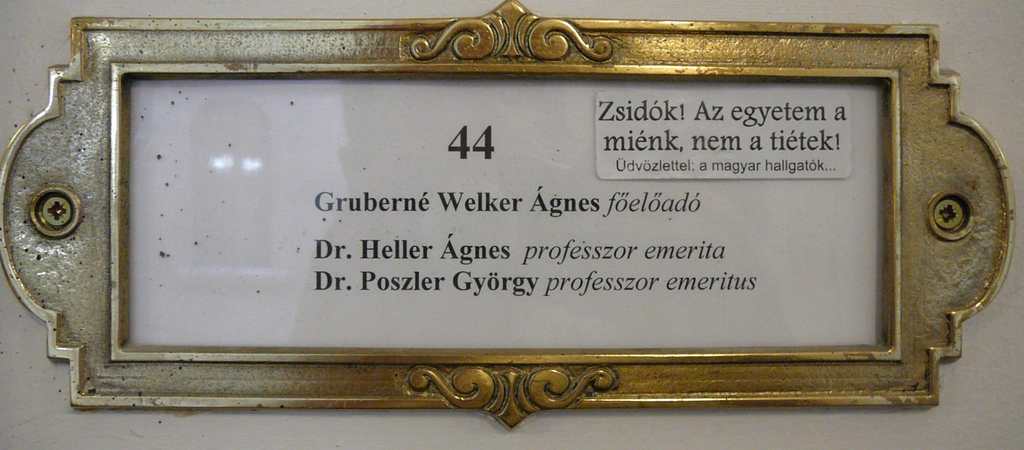 44
Zsidók! Az egyetem a
miénk, nem a tiétek!
Üdvözlettel: a magyar hallgatók...
Gruberné Welker Ágnes főelőadó
Dr. Heller Ágnes professzor emerita
Dr. Poszler György professzor emeritus